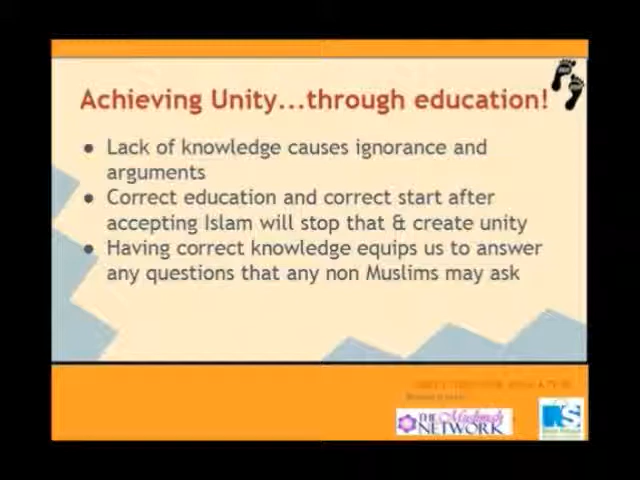 Achieving Unity...through education!
● Lack of knowledge causes ignorance and
arguments
● Correct education and correct start after
accepting Islam will stop that & create unity
● Having correct knowledge equips us to answer
any questions that any non Muslims may ask
THE Muslimah
NETWORK